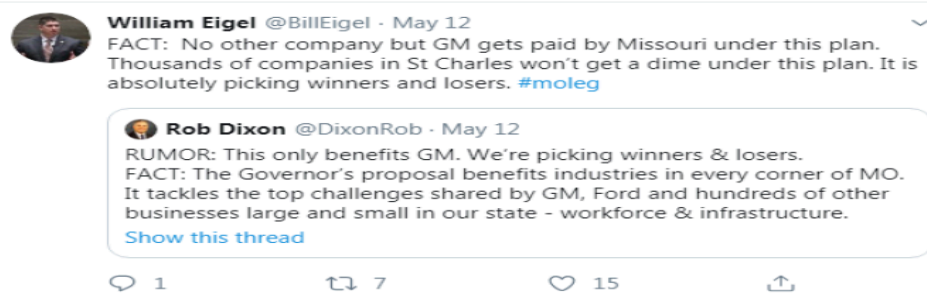 William Eigel @BillEigel · May 12
FACT: No other company but GM gets paid by Missouri under this plan.
Thousands of companies in St Charles won't get a dime under this plan. It is
absolutely picking winners and losers. #moleg
Rob Dixon @DixonRob · May 12
RUMOR: This only benefits GM. We're picking winners & losers.
FACT: The Governor's proposal benefits industries in every corner of MO.
It tackles the top challenges shared by GM, Ford and hundreds of other
businesses large and small in our state - workforce & infrastructure.
Show this thread
1 7 15